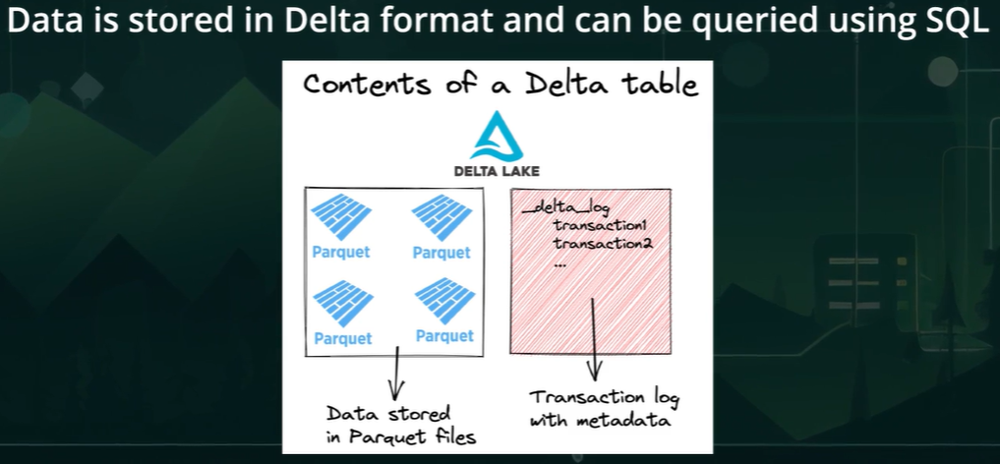 Data is stored in Delta format and can be queried using SQL
Contents of a Delta table
DELTA LAKE
Parquet
Parquet
Parquet
Parquet
_delta_log
transaction1
transaction2
...
Data stored
in Parquet files
Transaction log
with metadata